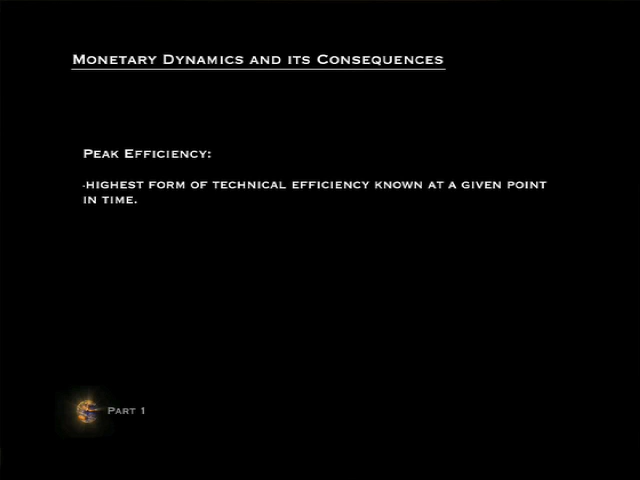 Monetary Dynamics and its Consequences
Peak Efficiency:
-highest form of technical efficiency known at a given point
in time.
Part 1